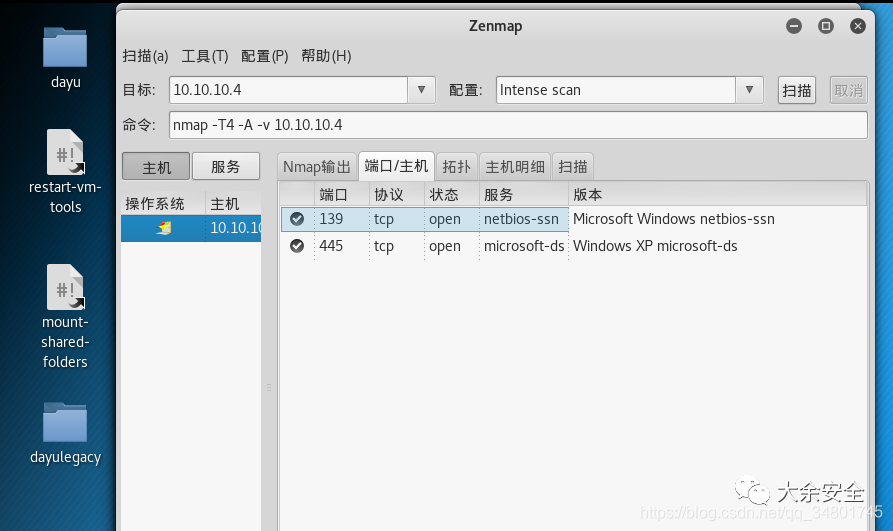 Zenmap
扫描(a) 工具(T) 配置(P) 帮助(H)
目标: 10.10.10.4 配置: Intense scan 扫描 取消
命令: nmap -T4 -A -v 10.10.10.4
主机 服务 Nmap输出 端口/主机 拓扑 主机明细 扫描
操作系统 主机 端口 协议 状态 服务 版本
10.10.10 139 tcp open netbios-ssn Microsoft Windows netbios-ssn
445 tcp open microsoft-ds Windows XP microsoft-ds
dayu
#!
restart-vm-
tools
#!
mount-
shared-
folders
dayulegacy
大余安全
https://blog.csdn.net/qq_34801745